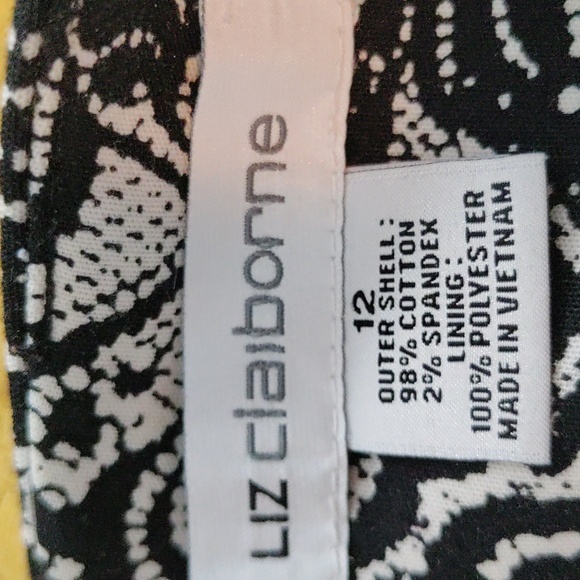 LIZ claiborne
12
OUTER SHELL:
98% COTTON
2% SPANDEX
LINING:
100% POLYESTER
MADE IN VIETNAM